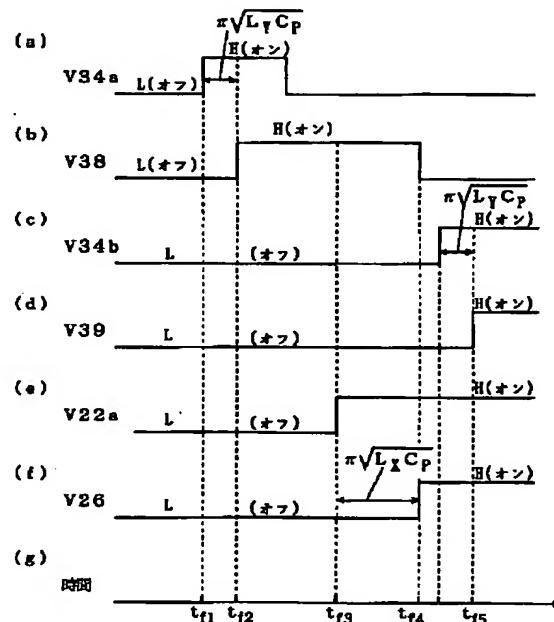 (a)
π√LYCP
H(オン)
V34a
L(オフ)
(b)
H(オン)
V38
L(オフ)
(c)
π√LYCP
H(オン)
V34b
L
(オフ)
(d)
H(オン)
V39
L
(オフ)
(e)
H(オン)
V22a
L
(オフ)
(f)
π√LXCP
H(オン)
V26
L
(オフ)
(g)
時間
tf1 tf2 tf3 tf4 tf5